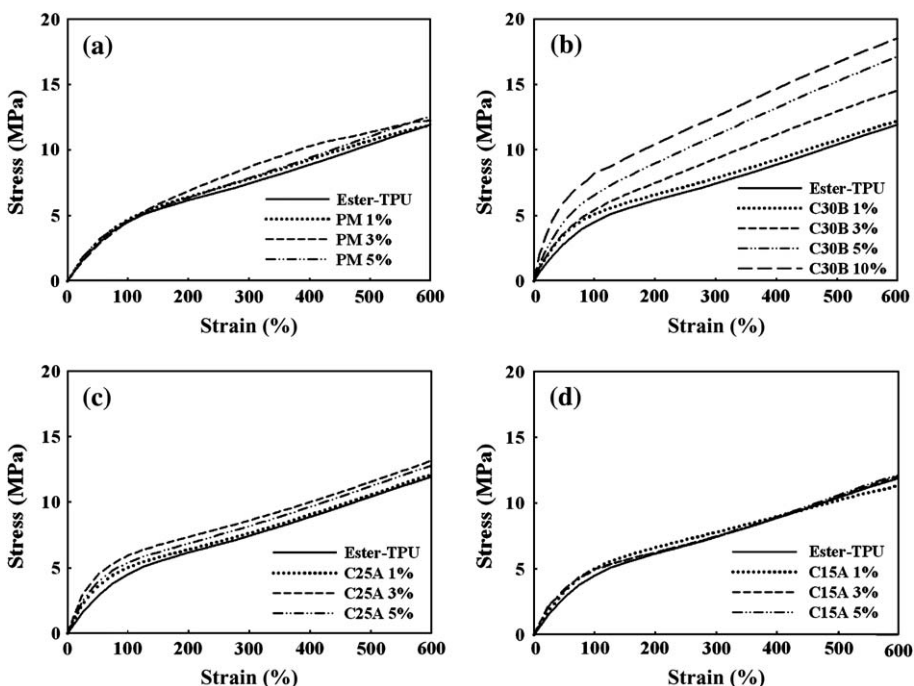 (a)
Stress (MPa)
20
15
10
5
0
0 100 200 300 400 500 600
Strain (%)
Ester-TPU
PM 1%
PM 3%
PM 5%
(b)
Stress (MPa)
20
15
10
5
0
0 100 200 300 400 500 600
Strain (%)
Ester-TPU
C30B 1%
C30B 3%
C30B 5%
C30B 10%
(c)
Stress (MPa)
20
15
10
5
0
0 100 200 300 400 500 600
Strain (%)
Ester-TPU
C25A 1%
C25A 3%
C25A 5%
(d)
Stress (MPa)
20
15
10
5
0
0 100 200 300 400 500 600
Strain (%)
Ester-TPU
C15A 1%
C15A 3%
C15A 5%